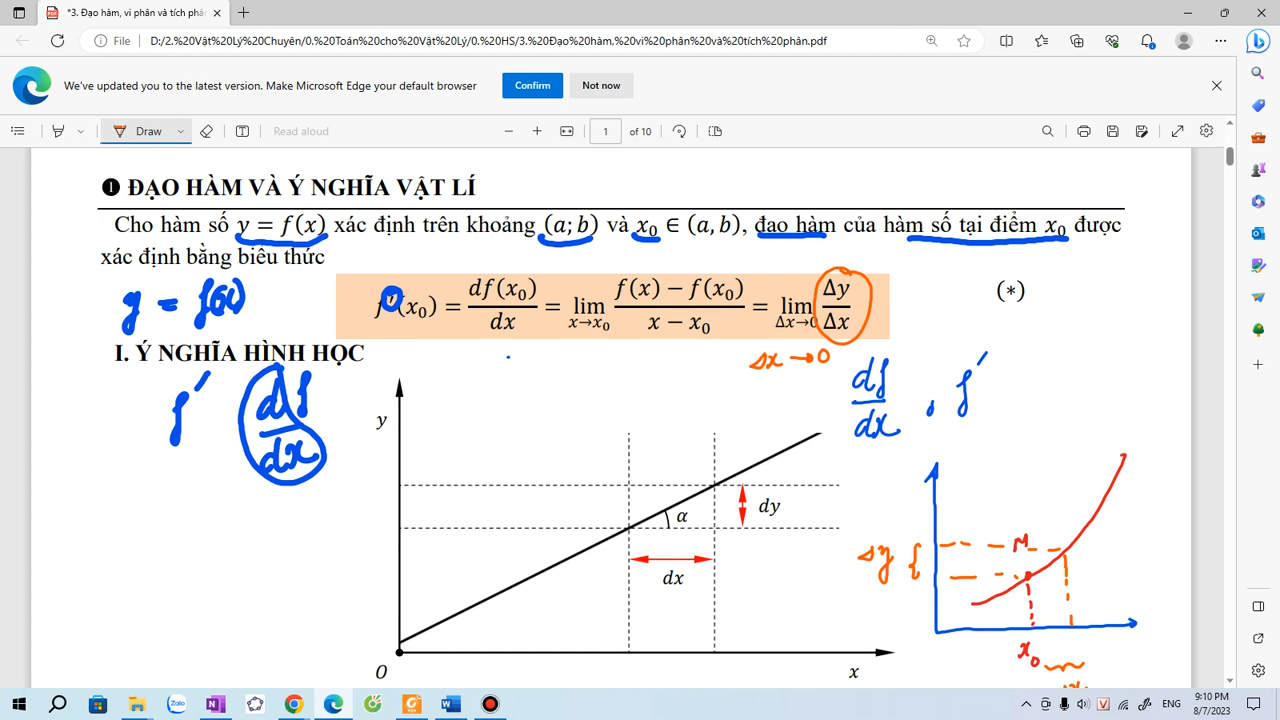 *3. Đạo hàm, vi phân và tích phân
File
D:/2.%20Vật%20Lý%20Chuyên/0.%20Toán%20cho%20Vật%20Lý/0.%20HS/3.%20Đạo%20hàm,%20vi%20phân%20và%20tích%20phân.pdf
We've updated you to the latest version. Make Microsoft Edge your default browser
Confirm
Not now
Draw
Read aloud
1 of 10
❶ ĐẠO HÀM VÀ Ý NGHĨA VẬT LÍ
Cho hàm số y = f(x) xác định trên khoảng (a; b) và x₀ ∈ (a, b), đao hàm của hàm số tại điểm x₀ được
xác định bằng biêu thức
y = f(x)
f'(x₀) = df(x₀)/dx = lim x→x₀ f(x) − f(x₀)/x − x₀ = lim Δx→0 Δy/Δx
(*)
I. Ý NGHĨA HÌNH HỌC
Δx → 0
f' df/dx
df/dx , f'
y
α
dy
dx
O
x
M
Δy {
x₀
Zalo
ENG
9:10 PM
8/7/2023